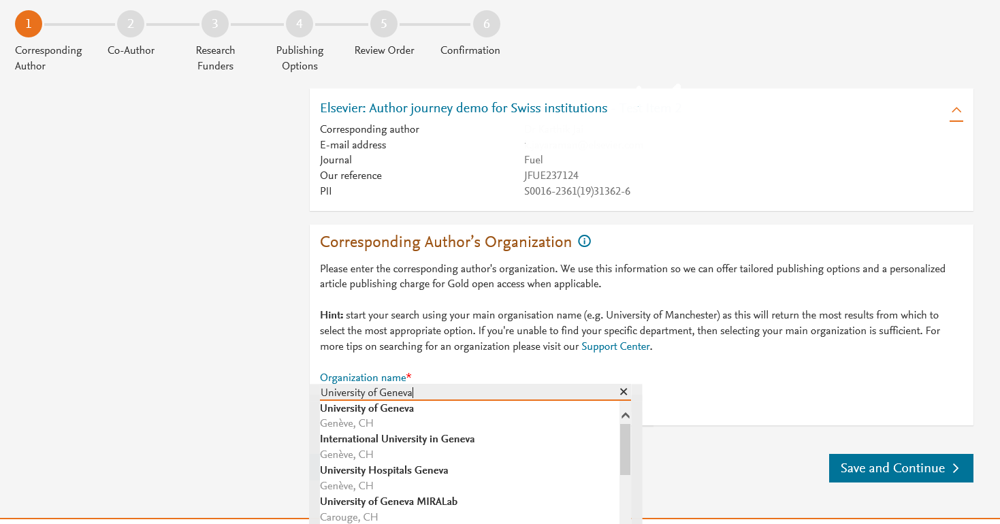 1 2 3 4 5 6
Corresponding Author
Co-Author
Research Funders
Publishing Options
Review Order
Confirmation
Elsevier: Author journey demo for Swiss institutions
Corresponding author
E-mail address
Journal Fuel
Our reference JFUE237124
PII S0016-2361(19)31362-6
Corresponding Author’s Organization
Please enter the corresponding author's organization. We use this information so we can offer tailored publishing options and a personalized
article publishing charge for Gold open access when applicable.
Hint: start your search using your main organisation name (e.g. University of Manchester) as this will return the most results from which to
select the most appropriate option. If you're unable to find your specific department, then selecting your main organization is sufficient. For
more tips on searching for an organization please visit our Support Center.
Organization name*
University of Geneva
University of Geneva
Genève, CH
International University in Geneva
Genève, CH
University Hospitals Geneva
Genève, CH
University of Geneva MIRALab
Carouge, CH
Save and Continue